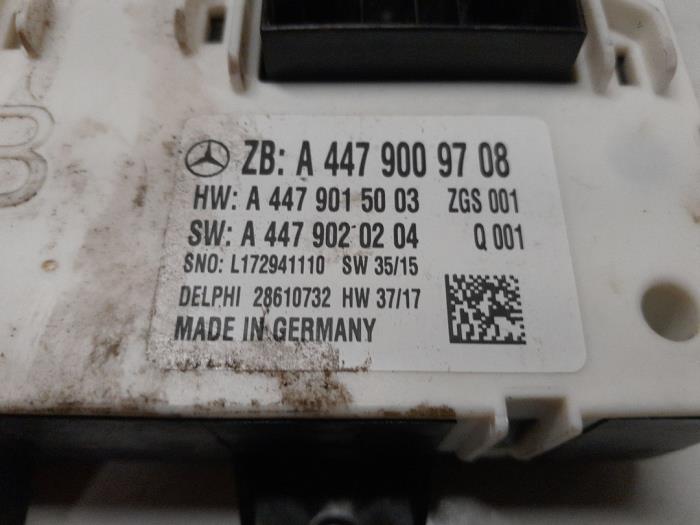 ZB: A 447 900 97 08
HW: A 447 901 50 03 ZGS 001
SW: A 447 902 02 04 Q 001
SNO: L172941110 SW 35/15
DELPHI 28610732 HW 37/17
MADE IN GERMANY